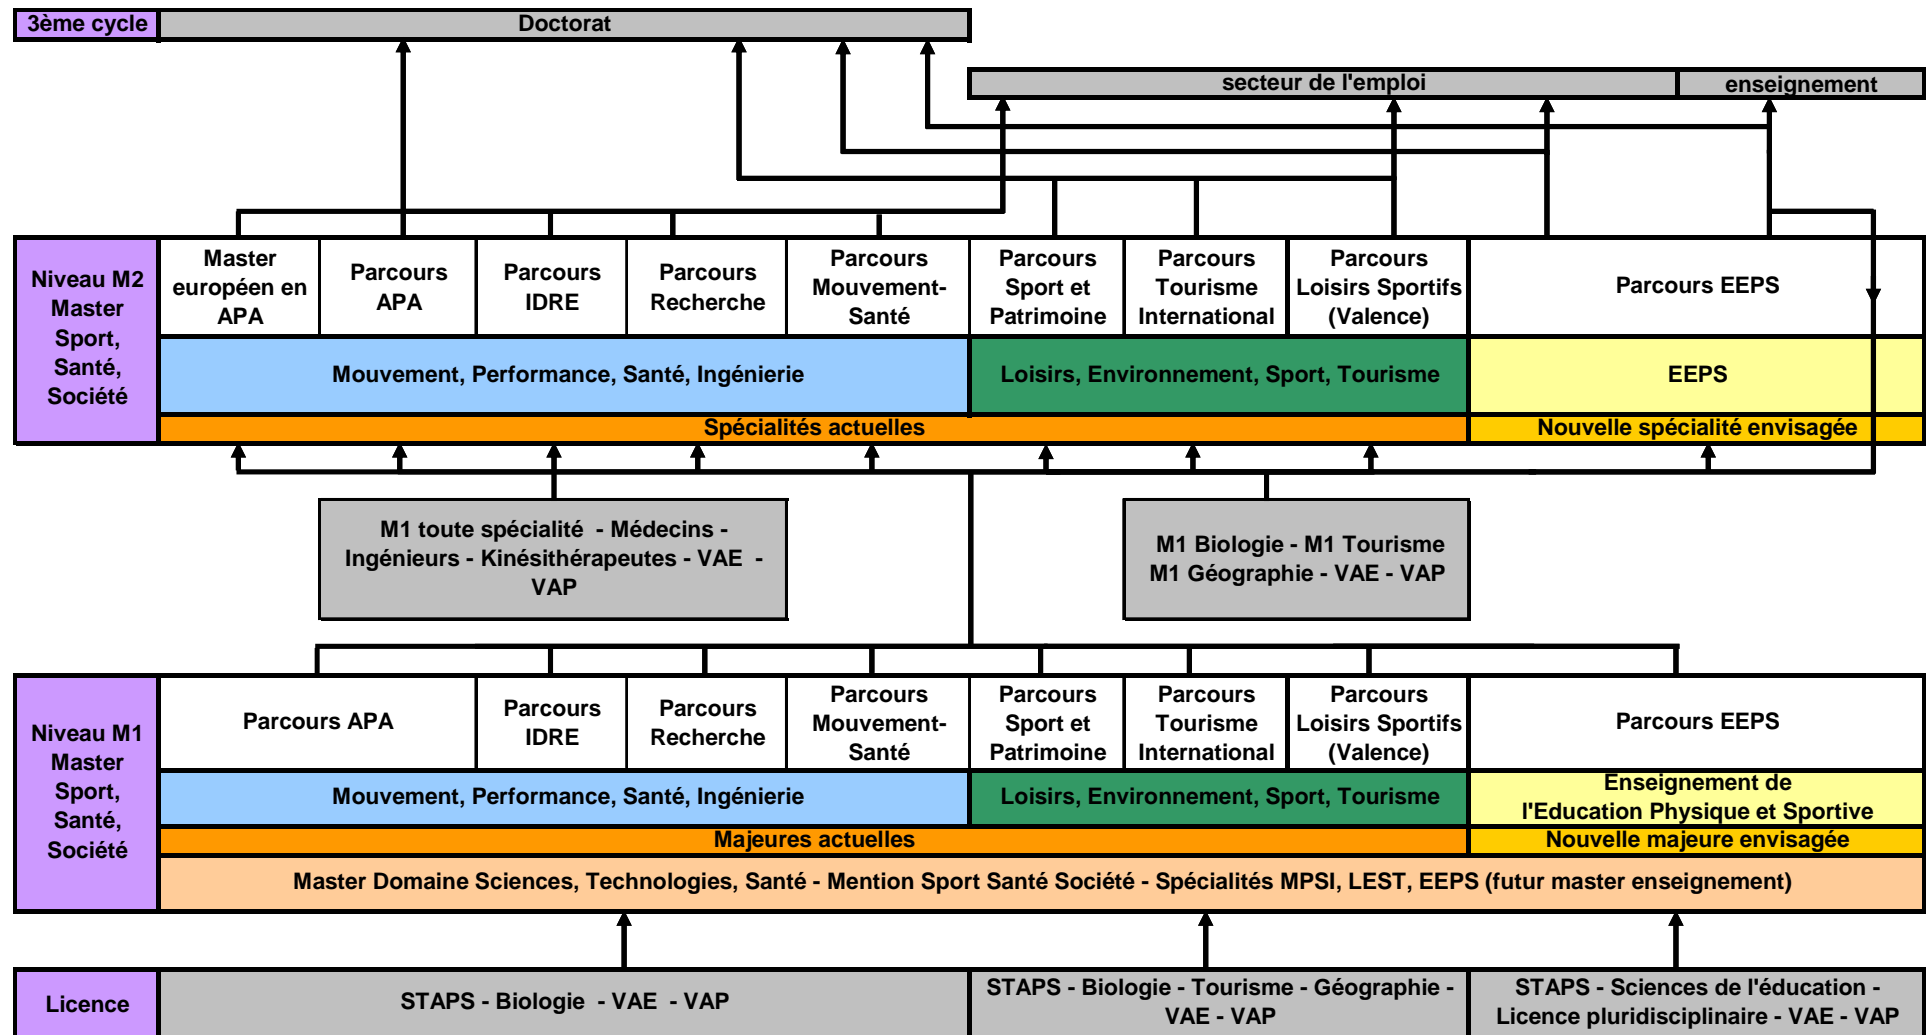 3ème cycle
Doctorat
secteur de l'emploi
enseignement
Niveau M2
Master
Sport,
Santé,
Société
Master
européen en
APA
Parcours
APA
Parcours
IDRE
Parcours
Recherche
Parcours
Mouvement-
Santé
Parcours
Sport et
Patrimoine
Parcours
Tourisme
International
Parcours
Loisirs Sportifs
(Valence)
Parcours EEPS
Mouvement, Performance, Santé, Ingénierie
Loisirs, Environnement, Sport, Tourisme
EEPS
Spécialités actuelles
Nouvelle spécialité envisagée
M1 toute spécialité - Médecins -
Ingénieurs - Kinésithérapeutes - VAE -
VAP
M1 Biologie - M1 Tourisme
M1 Géographie - VAE - VAP
Niveau M1
Master
Sport,
Santé,
Société
Parcours APA
Parcours
IDRE
Parcours
Recherche
Parcours
Mouvement-
Santé
Parcours
Sport et
Patrimoine
Parcours
Tourisme
International
Parcours
Loisirs Sportifs
(Valence)
Parcours EEPS
Mouvement, Performance, Santé, Ingénierie
Loisirs, Environnement, Sport, Tourisme
Enseignement de
l'Education Physique et Sportive
Majeures actuelles
Nouvelle majeure envisagée
Master Domaine Sciences, Technologies, Santé - Mention Sport Santé Société - Spécialités MPSI, LEST, EEPS (futur master enseignement)
Licence
STAPS - Biologie - VAE - VAP
STAPS - Biologie - Tourisme - Géographie -
VAE - VAP
STAPS - Sciences de l'éducation -
Licence pluridisciplinaire - VAE - VAP